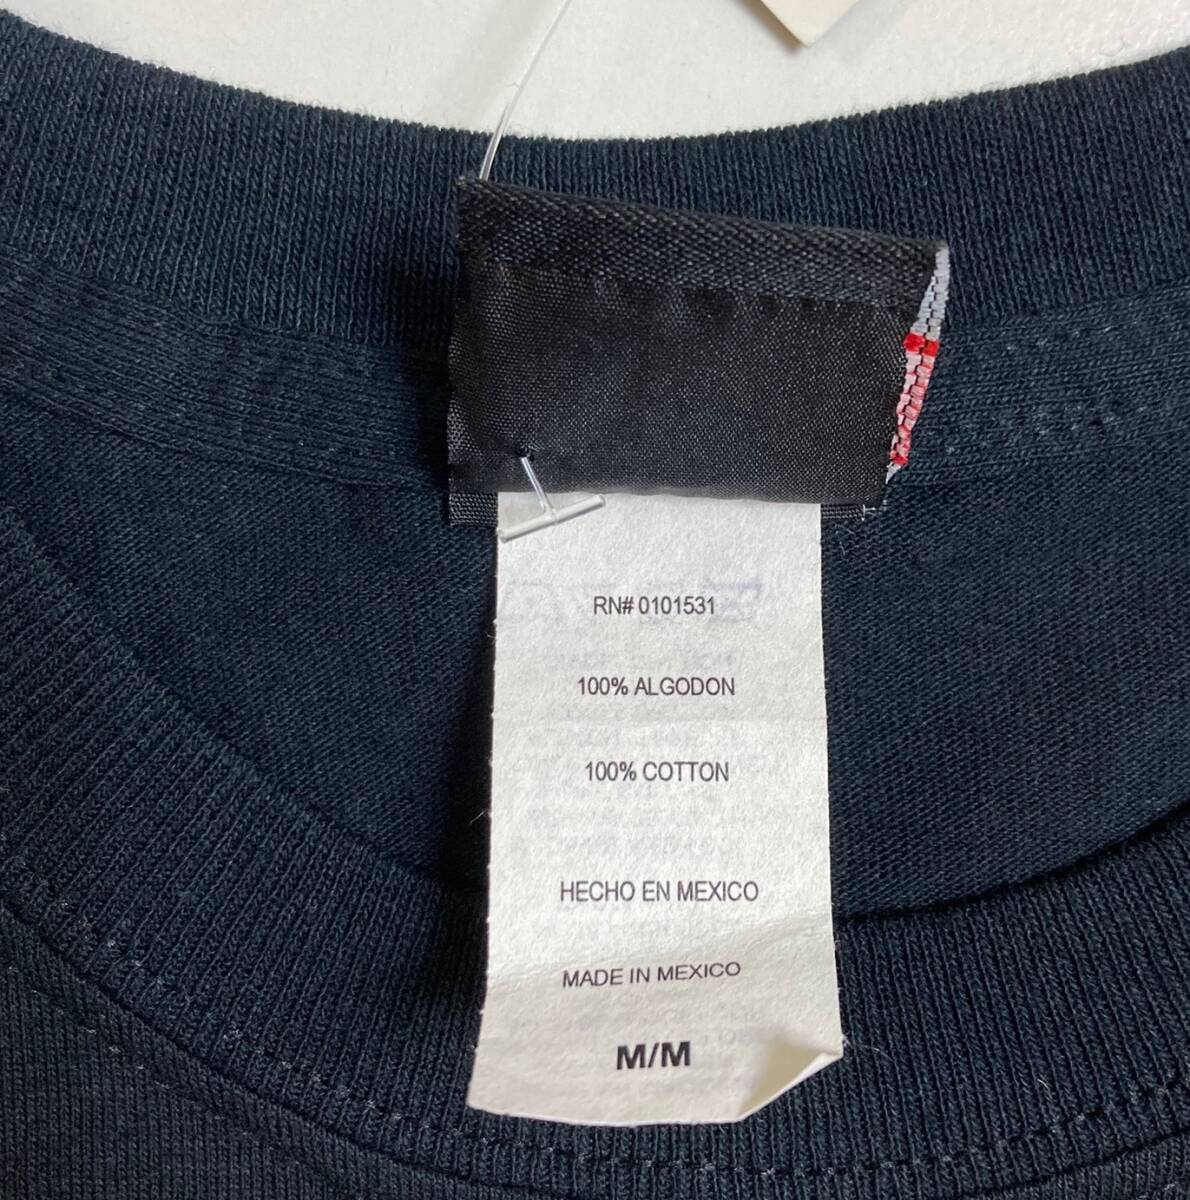 RN# 0101531
100% ALGODON
100% COTTON
HECHO EN MEXICO
MADE IN MEXICO
M/M